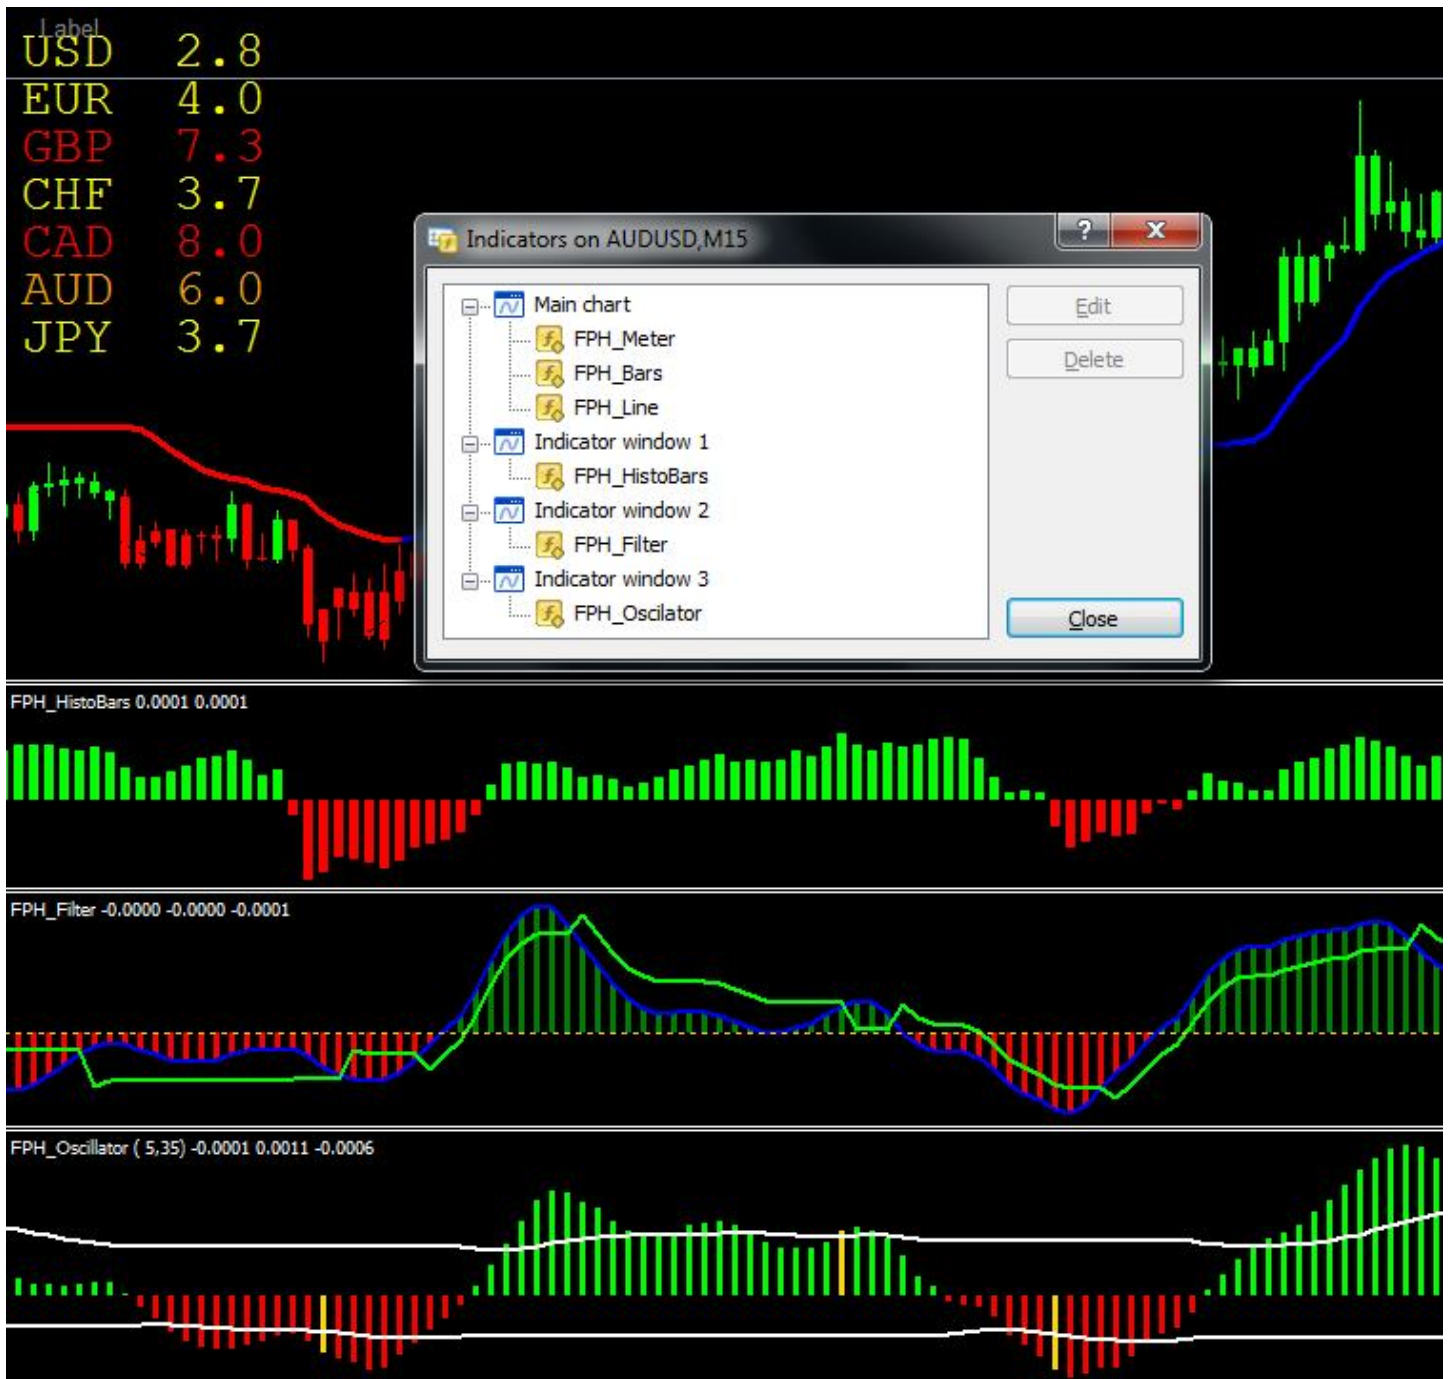 Label
USD 2.8
EUR 4.0
GBP 7.3
CHF 3.7
CAD 8.0
AUD 6.0
JPY 3.7
Indicators on AUDUSD,M15
?
X
Main chart
FPH_Meter
FPH_Bars
FPH_Line
Indicator window 1
FPH_HistoBars
Indicator window 2
FPH_Filter
Indicator window 3
FPH_Oscilator
Edit
Delete
Close
FPH_HistoBars 0.0001 0.0001
FPH_Filter -0.0000 -0.0000 -0.0001
FPH_Oscillator ( 5,35) -0.0001 0.0011 -0.0006